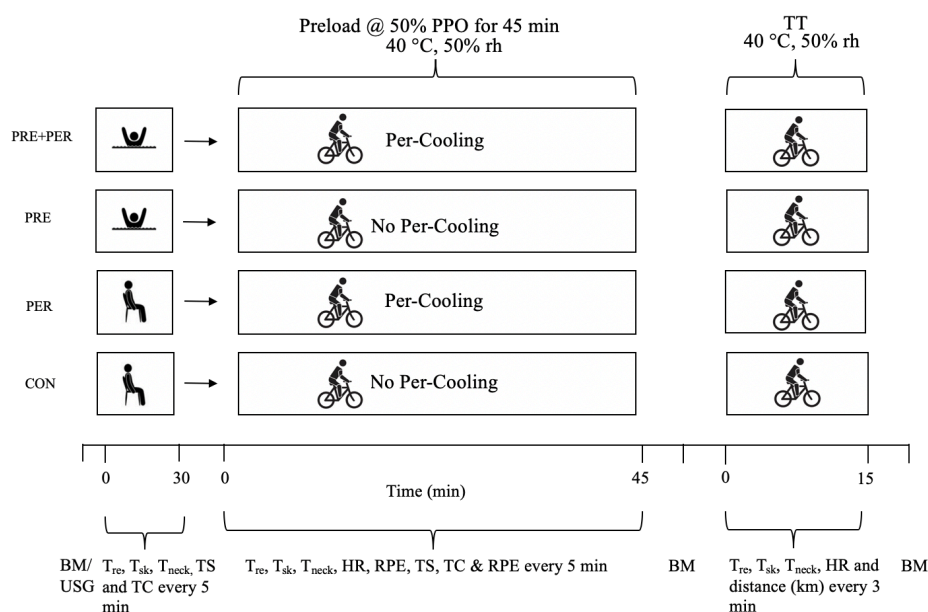 Preload @ 50% PPO for 45 min
40 °C, 50% rh
TT
40 °C, 50% rh
PRE+PER
Per-Cooling
PRE
No Per-Cooling
PER
Per-Cooling
CON
No Per-Cooling
0
30
0
Time (min)
45
0
15
BM/
USG
Tre, Tsk, Tneck, TS
and TC every 5
min
Tre, Tsk, Tneck, HR, RPE, TS, TC & RPE every 5 min
BM
Tre, Tsk, Tneck, HR and
distance (km) every 3
min
BM